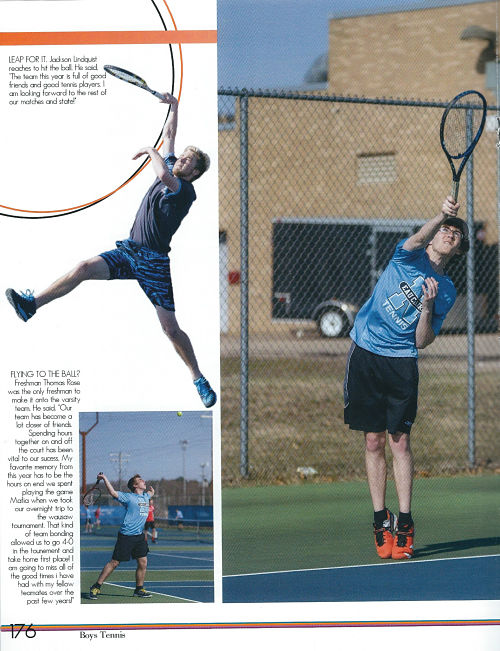 LEAP FOR IT. Jackson Lindquist
reaches to hit the ball. He said,
"The team this year is full of good
friends and good tennis players. I
am looking forward to the rest of
our matches and state!"
FLYING TO THE BALL?
Freshman Thomas Rose
was the only freshman to
make it onto the varsity
team. He said, "Our
team has become a
lot closer of friends.
Spending hours
together on and off
the court has been
vital to our sucess. My
favorite memory from
this year has to be the
hours on end we spent
playing the game
Mafia when we took
our overnight trip to
the wausaw
tournament. That kind
of team bonding
allowed us to go 4-0
in the tounement and
take home first place! I
am going to miss all of
the good times i have
had with my fellow
teamates over the
past few years!"
TENNIS
176
Boys Tennis